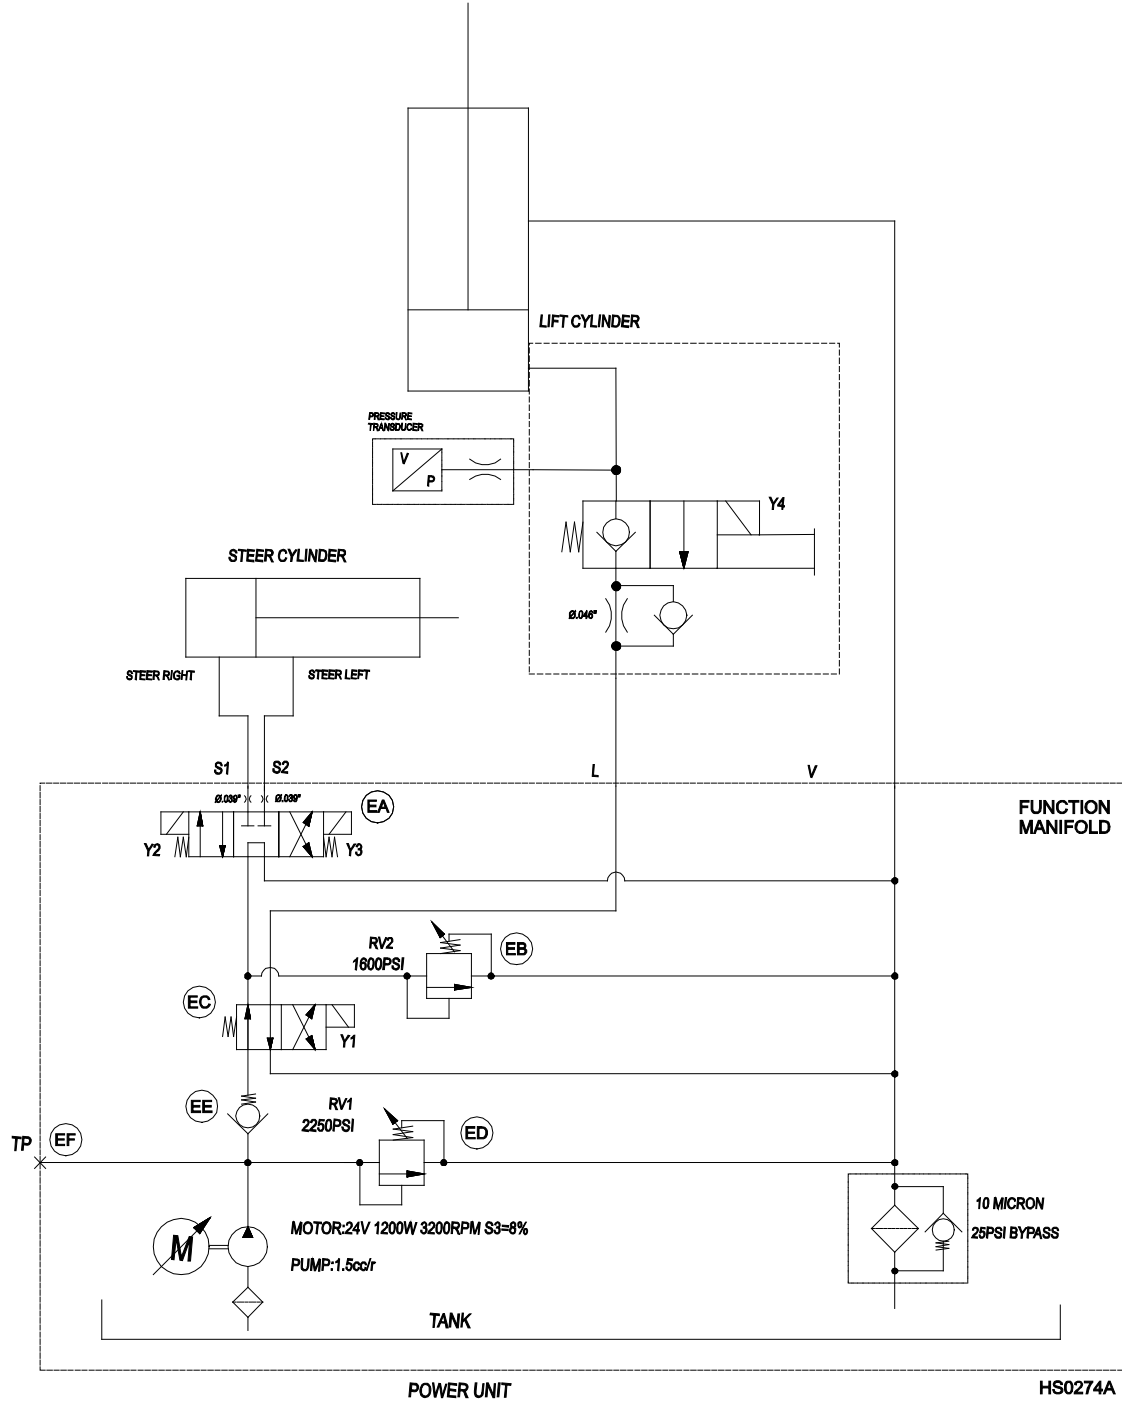 LIFT CYLINDER
PRESSURE
TRANSDUCER
V
P
Y4
STEER CYLINDER
Ø.046"
STEER RIGHT
STEER LEFT
S1
S2
L
V
Ø.039"
Ø.039"
EA
FUNCTION
MANIFOLD
Y2
Y3
RV2
1600PSI
EB
EC
Y1
EE
RV1
2250PSI
ED
TP
EF
10 MICRON
25PSI BYPASS
M
MOTOR:24V 1200W 3200RPM S3=8%
PUMP:1.5cc/r
TANK
POWER UNIT
HS0274A